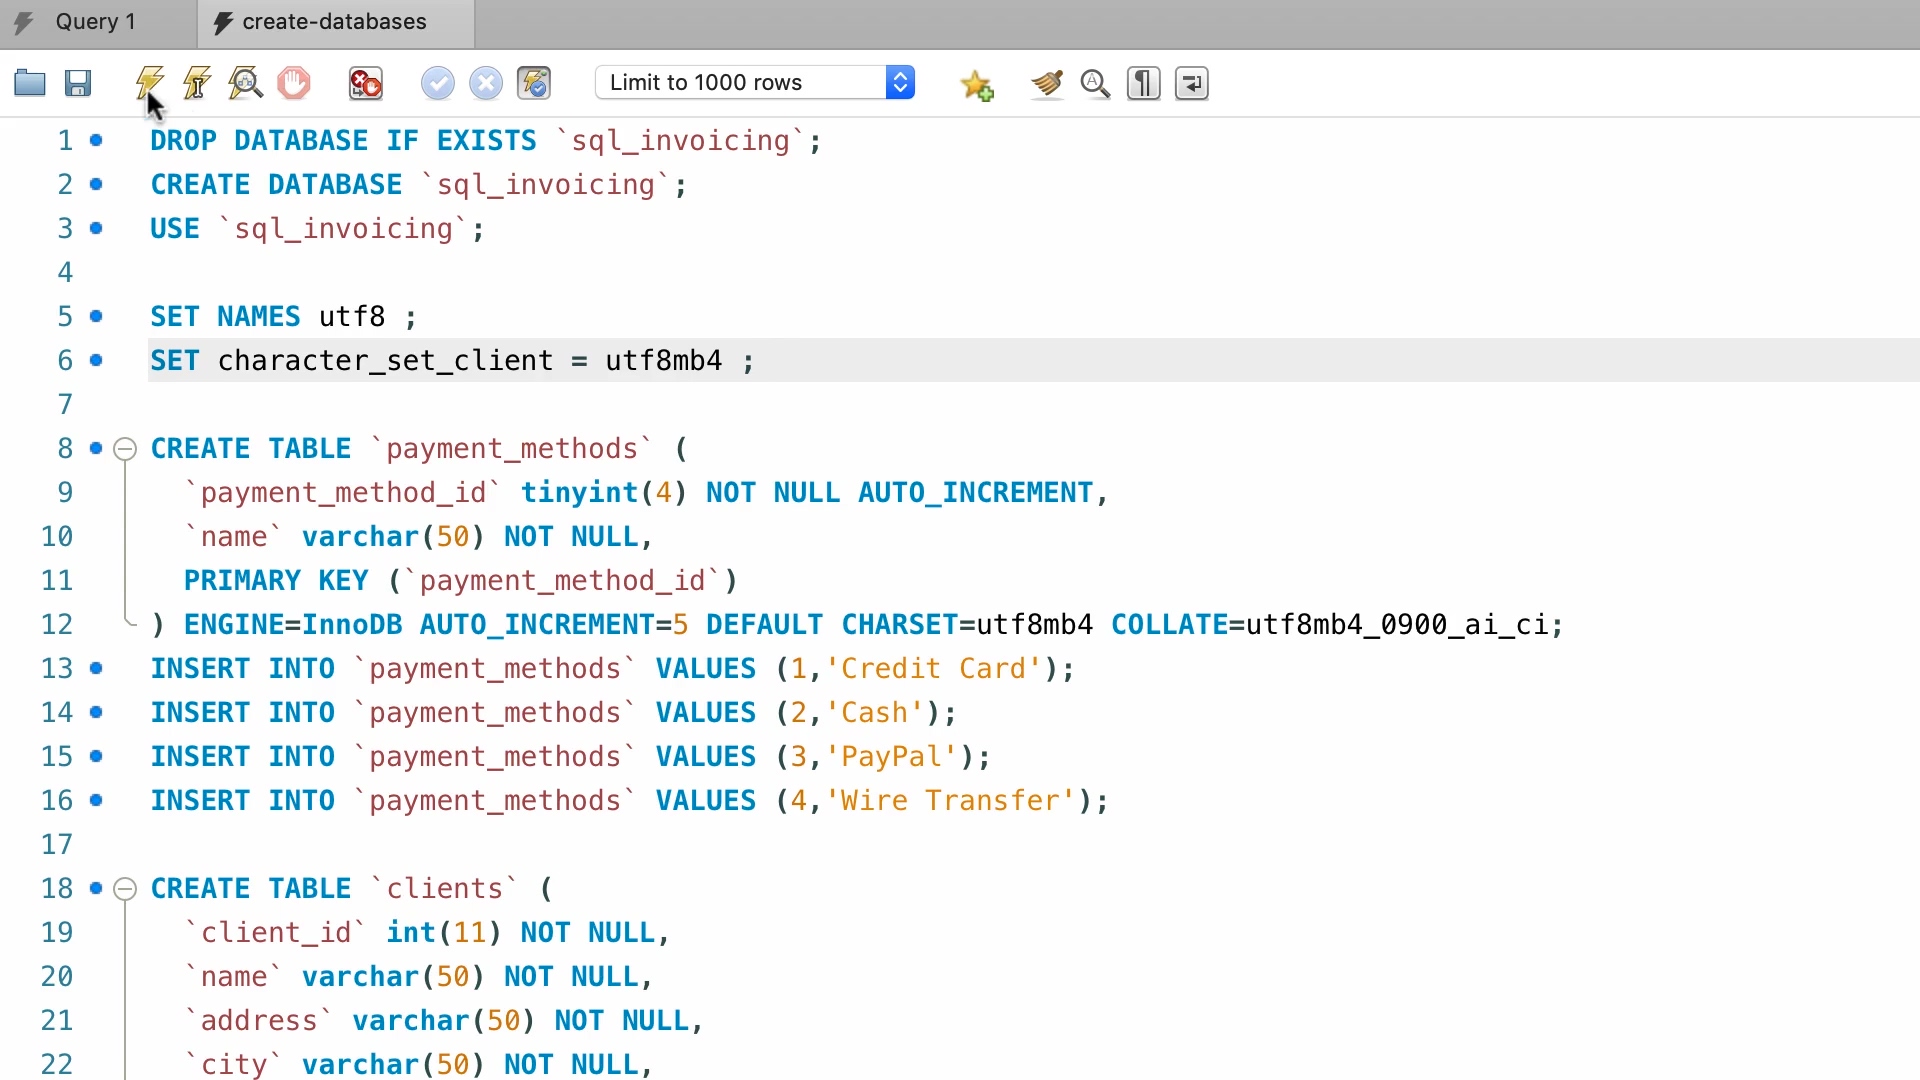 Query 1
create-databases
Limit to 1000 rows
1 DROP DATABASE IF EXISTS `sql_invoicing`;
2 CREATE DATABASE `sql_invoicing`;
3 USE `sql_invoicing`;
4
5 SET NAMES utf8 ;
6 SET character_set_client = utf8mb4 ;
7
8 CREATE TABLE `payment_methods` (
9 `payment_method_id` tinyint(4) NOT NULL AUTO_INCREMENT,
10 `name` varchar(50) NOT NULL,
11 PRIMARY KEY (`payment_method_id`)
12 ) ENGINE=InnoDB AUTO_INCREMENT=5 DEFAULT CHARSET=utf8mb4 COLLATE=utf8mb4_0900_ai_ci;
13 INSERT INTO `payment_methods` VALUES (1,'Credit Card');
14 INSERT INTO `payment_methods` VALUES (2,'Cash');
15 INSERT INTO `payment_methods` VALUES (3,'PayPal');
16 INSERT INTO `payment_methods` VALUES (4,'Wire Transfer');
17
18 CREATE TABLE `clients` (
19 `client_id` int(11) NOT NULL,
20 `name` varchar(50) NOT NULL,
21 `address` varchar(50) NOT NULL,
22 `city` varchar(50) NOT NULL,